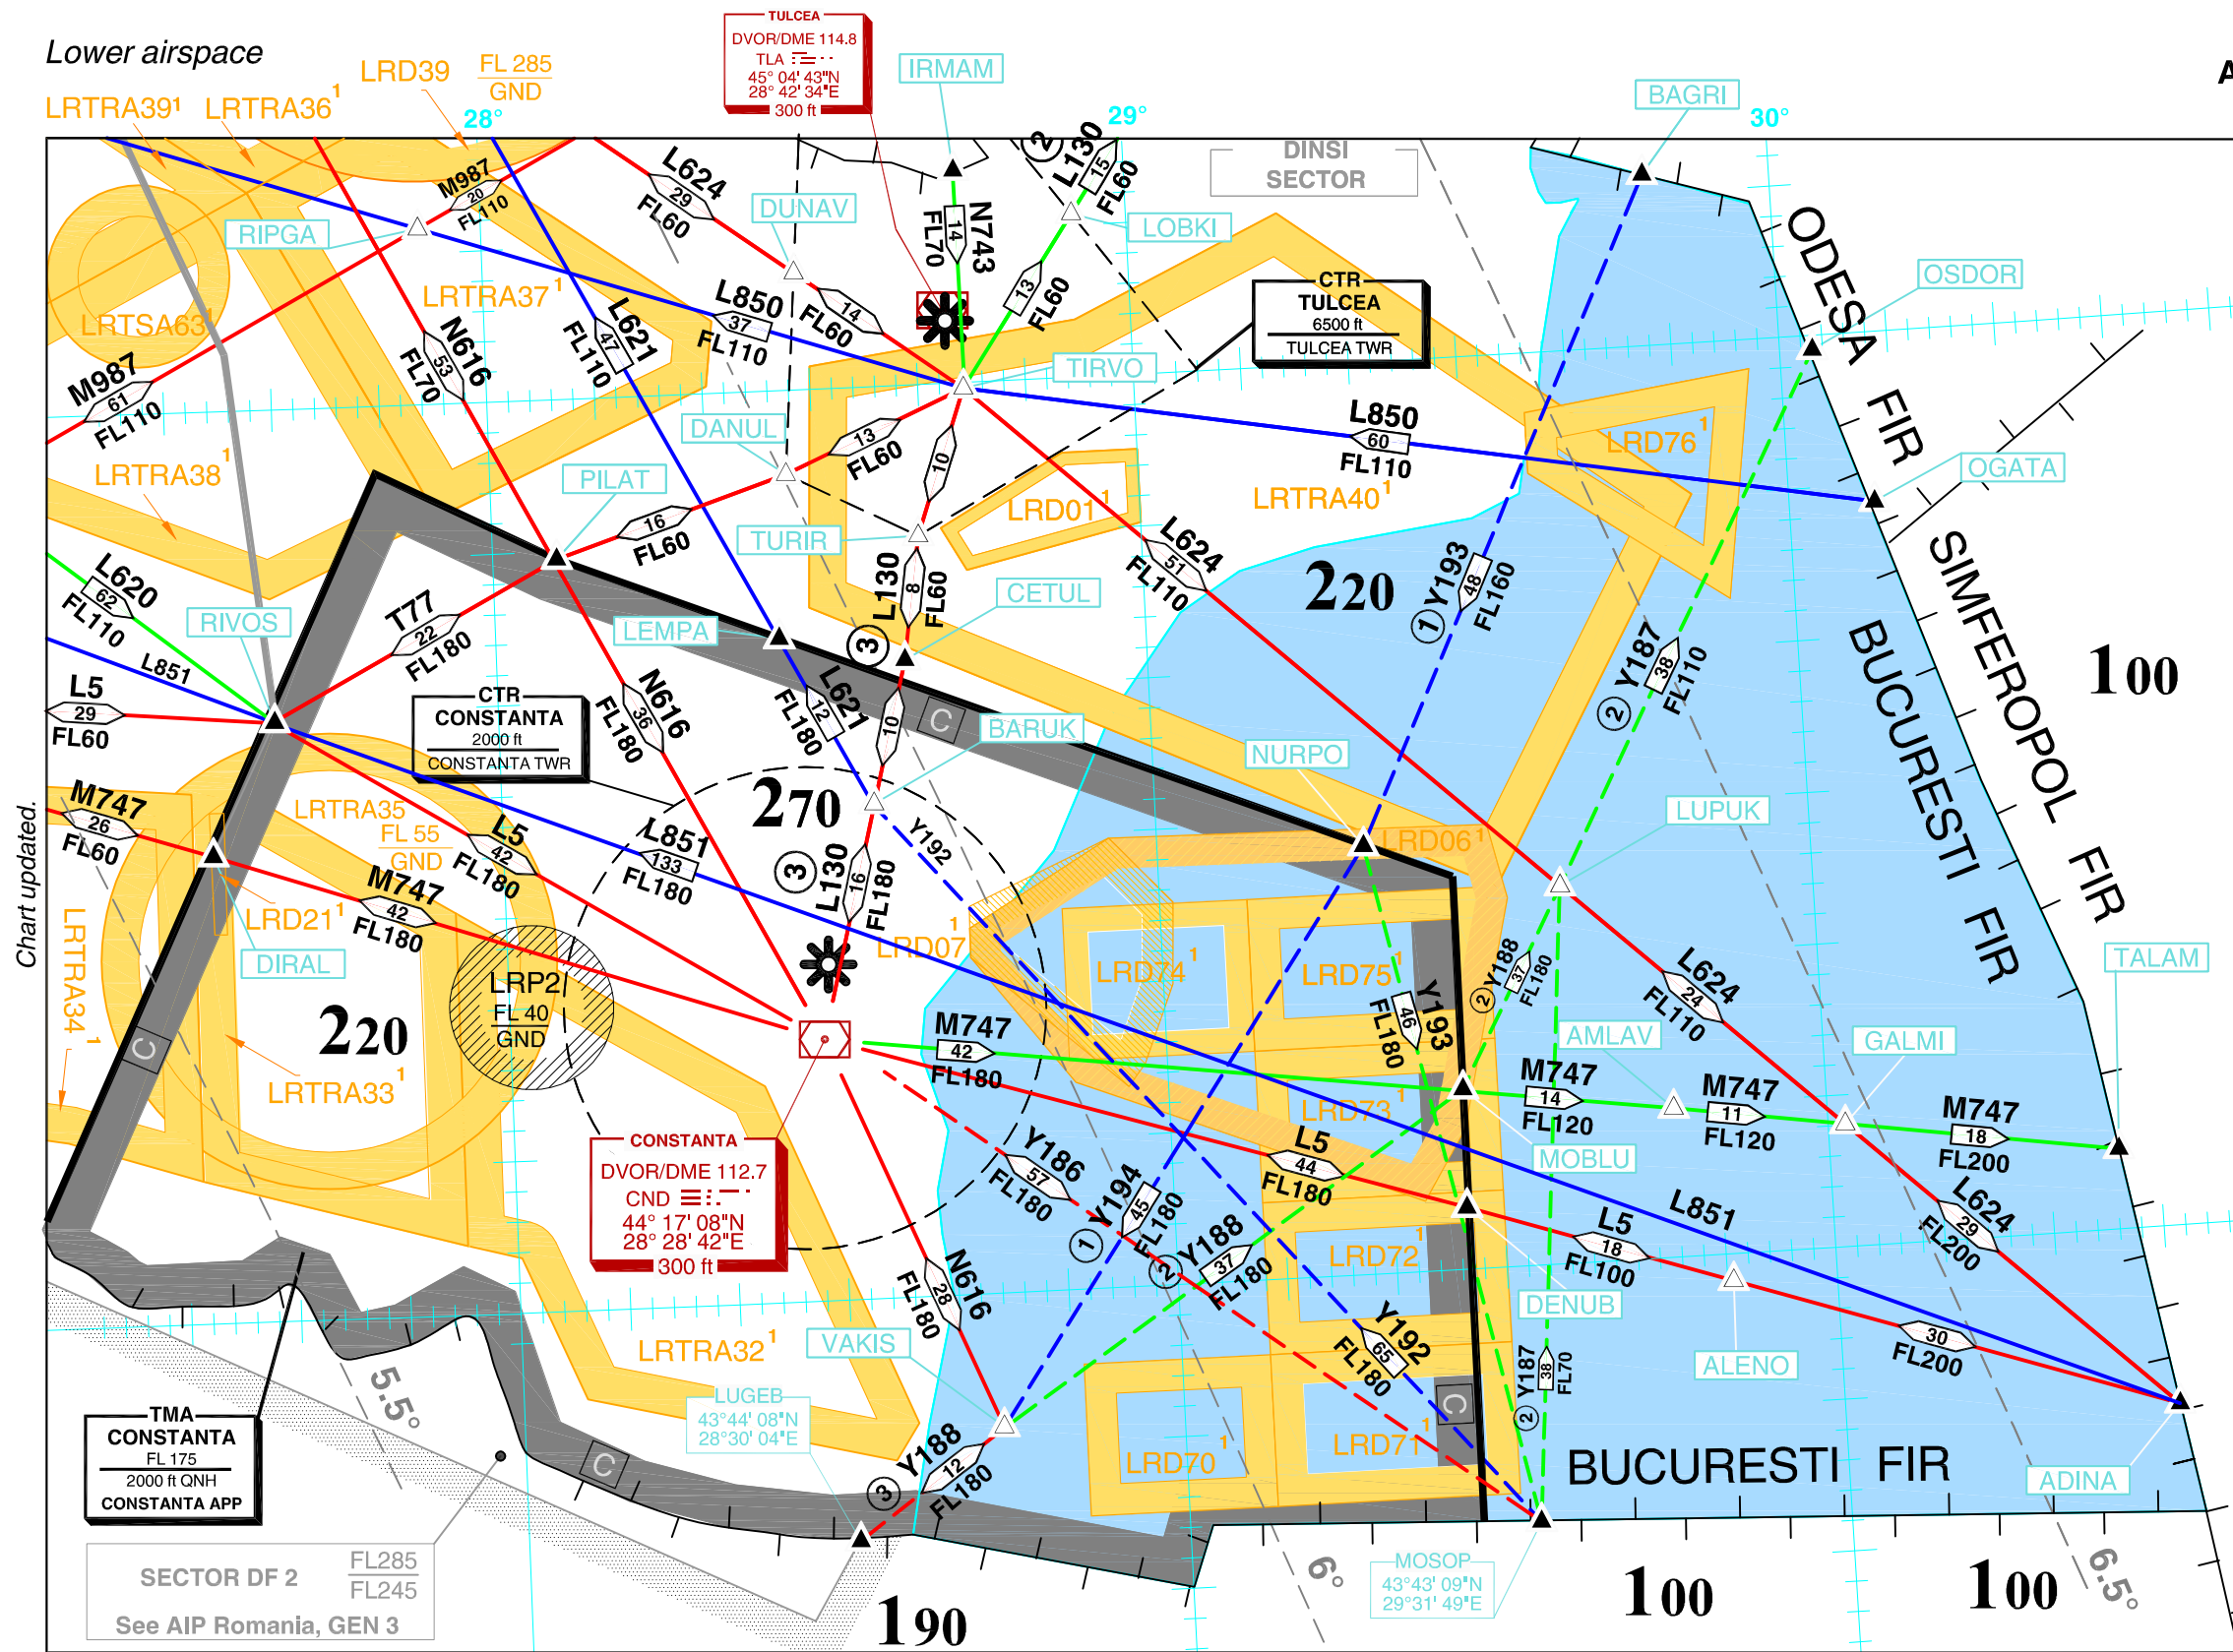 Lower airspace
A
TULCEA
DVOR/DME 114.8
TLA
45° 04' 43"N
28° 42' 34"E
300 ft
IRMAM
BAGRI
LRD39
FL 285
GND
LRTRA39¹
LRTRA36¹
28°
29°
30°
M987
20
FL110
L624
29
FL60
DUNAV
N743
14
FL70
2
L130
15
FL60
LOBKI
DINSI
SECTOR
ODESA FIR
OSDOR
RIPGA
LRTRA37¹
LRTSA63¹
L850
37
FL110
14
FL60
13
FL60
CTR
TULCEA
6500 ft
TULCEA TWR
N616
53
FL70
L621
47
FL110
M987
61
FL110
TIRVO
DANUL
13
FL60
10
L850
60
FL110
LRD76¹
OGATA
LRTRA38¹
PILAT
16
FL60
TURIR
LRD01¹
LRTRA40¹
L624
51
FL110
220
1
Y193
48
FL160
SIMFEROPOL FIR
L620
62
FL110
RIVOS
T77
22
FL180
LEMPA
L130
8
FL60
3
CETUL
2
Y187
38
FL110
BUCURESTI FIR
100
L851
L5
29
FL60
CTR
CONSTANTA
2000 ft
CONSTANTA TWR
N616
36
FL180
L621
12
FL180
10
C
BARUK
NURPO
LUPUK
Chart updated.
M747
26
FL60
LRTRA35
FL 55
GND
L5
42
FL180
L851
133
FL180
270
3
L130
16
FL180
Y192
LRD06¹
M747
42
FL180
LRD21¹
DIRAL
LRTRA34¹
LRD07¹
LRD74¹
LRD75¹
2
Y188
37
FL180
L624
24
FL110
TALAM
LRP2
FL 40
GND
220
C
LRTRA33¹
M747
42
FL180
Y193
46
FL180
AMLAV
GALMI
M747
14
FL120
M747
11
FL120
M747
18
FL200
LRD73¹
MOBLU
CONSTANTA
DVOR/DME 112.7
CND
44° 17' 08"N
28° 28' 42"E
300 ft
Y186
57
FL180
L5
44
FL180
1
Y194
45
FL180
2
Y188
37
FL180
LRD72¹
DENUB
L5
18
FL100
L851
L624
29
FL200
N616
28
FL180
VAKIS
LRTRA32¹
Y192
65
FL180
2
Y187
38
FL70
ALENO
30
FL200
LUGEB
43°44' 08"N
28°30' 04"E
5.5°
TMA
CONSTANTA
FL 175
2000 ft QNH
CONSTANTA APP
C
3
Y188
12
FL180
LRD70¹
LRD71¹
C
BUCURESTI FIR
ADINA
SECTOR DF 2
FL285
FL245
See AIP Romania, GEN 3
190
6°
MOSOP
43°43' 09"N
29°31' 49"E
100
100
6.5°